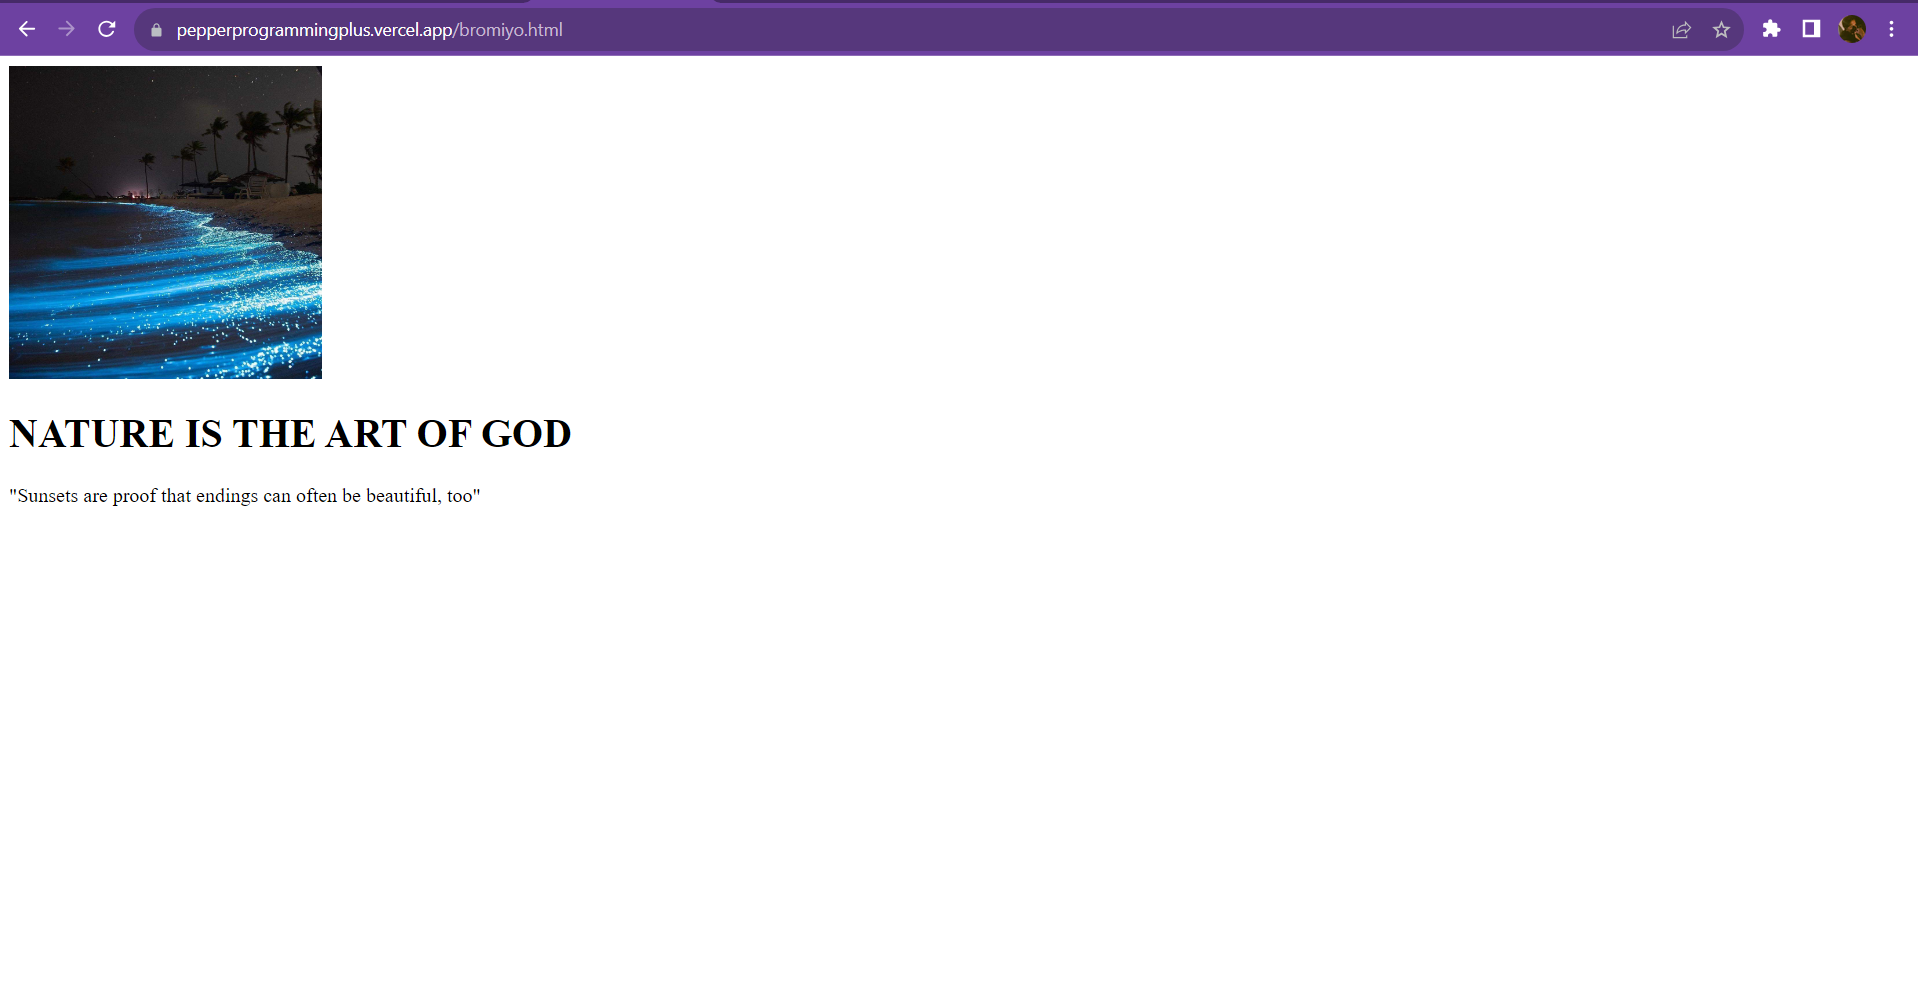 pepperprogrammingplus.vercel.app/bromiyo.html
NATURE IS THE ART OF GOD
"Sunsets are proof that endings can often be beautiful, too"